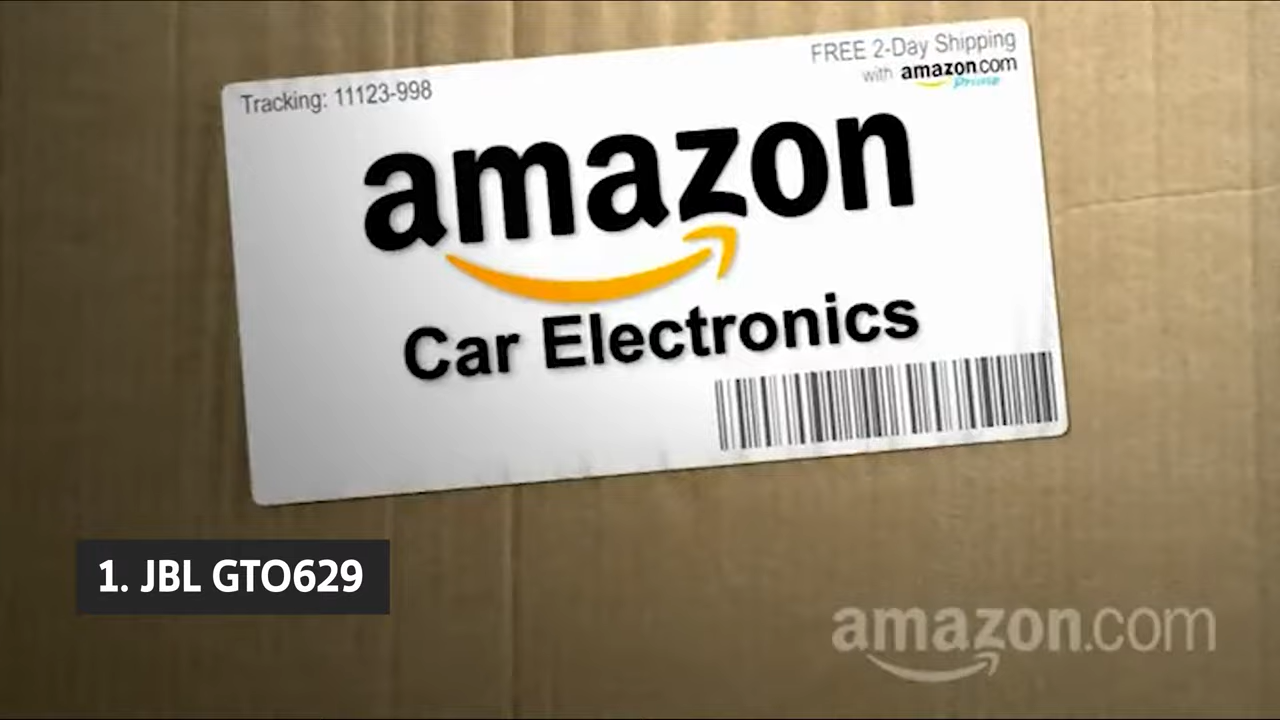 FREE 2-Day Shipping
with amazon.com
Prime
Tracking: 11123-998
amazon
Car Electronics
1. JBL GTO629
amazon.com